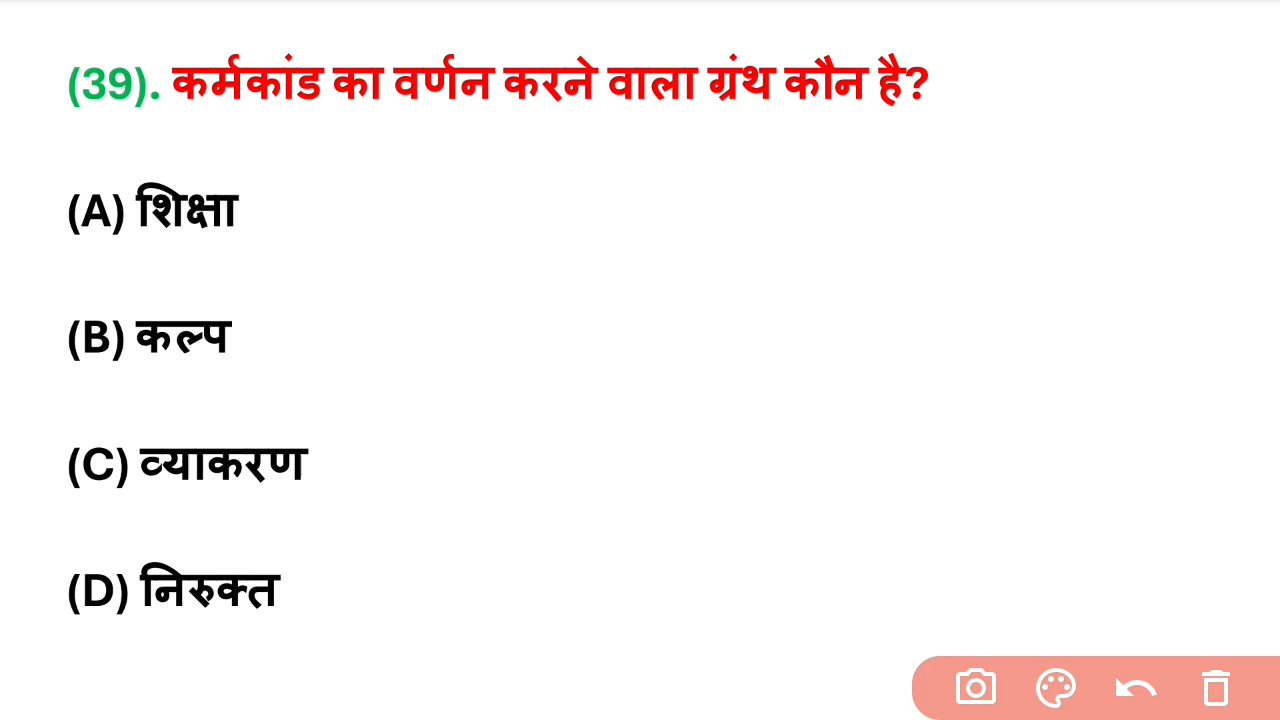 (39). कर्मकांड का वर्णन करने वाला ग्रंथ कौन है?
(A) शिक्षा
(B) कल्प
(C) व्याकरण
(D) निरुक्त